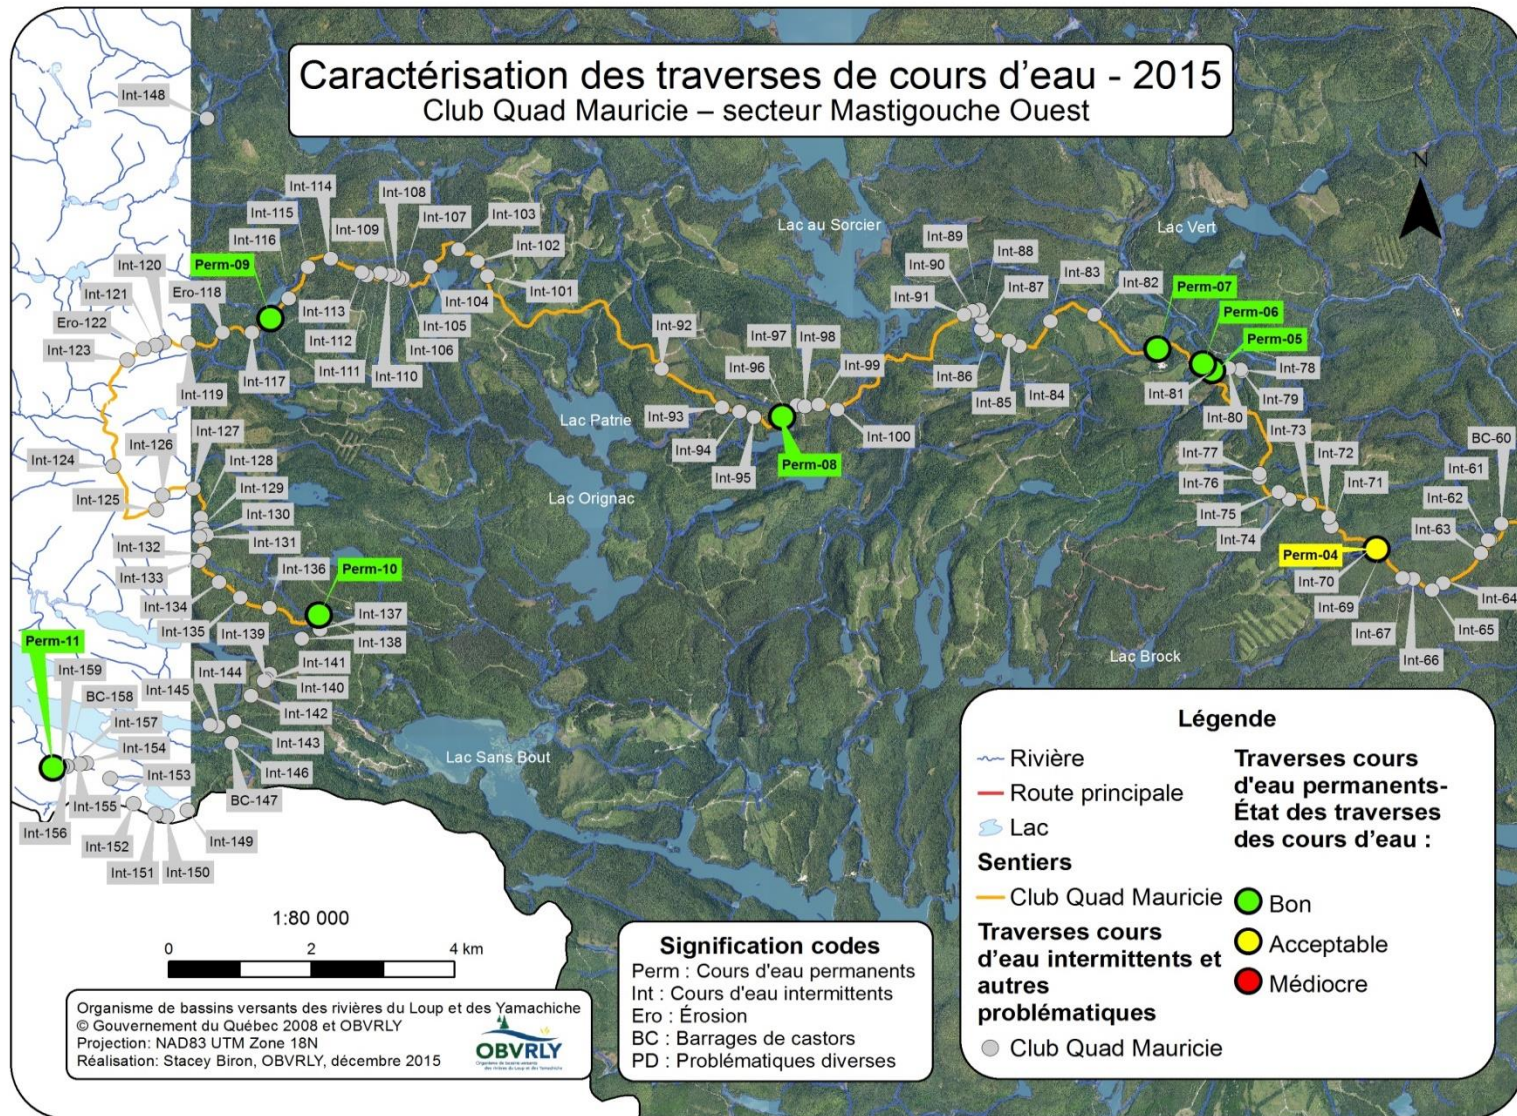 Caractérisation des traverses de cours d'eau - 2015
Club Quad Mauricie – secteur Mastigouche Ouest
N
Int-148
Int-114
Int-108
Int-115
Int-109
Int-107
Int-103
Int-116
Int-102
Perm-09
Int-120
Int-121
Ero-118
Ero-122
Int-123
Int-113
Int-104
Int-101
Int-112
Int-105
Int-111
Int-106
Int-110
Int-117
Int-119
Lac au Sorcier
Lac Vert
Int-89
Int-88
Int-90
Int-83
Int-87
Int-82
Int-91
Perm-07
Perm-06
Perm-05
Int-92
Int-97
Int-98
Int-96
Int-99
Int-86
Int-85
Int-84
Int-81
Int-78
Int-79
Int-80
Int-93
Int-94
Int-95
Int-100
Perm-08
Lac Patrie
Lac Orignac
Int-127
Int-126
Int-128
Int-124
Int-129
Int-125
Int-130
Int-131
Int-132
Int-133
Int-136
Perm-10
Int-134
Int-135
Int-139
Int-137
Int-138
Int-73
Int-72
Int-77
Int-76
Int-71
Int-75
Int-74
BC-60
Int-61
Int-62
Int-63
Perm-04
Int-70
Int-69
Int-64
Int-67
Int-65
Int-66
Lac Brock
Perm-11
Int-159
BC-158
Int-144
Int-141
Int-145
Int-140
Int-157
Int-142
Int-154
Int-143
Int-153
Int-146
Int-155
BC-147
Int-156
Int-152
Int-149
Int-151
Int-150
Lac Sans Bout
1:80 000
0 2 4 km
Organisme de bassins versants des rivières du Loup et des Yamachiche
© Gouvernement du Québec 2008 et OBVRLY
Projection: NAD83 UTM Zone 18N
Réalisation: Stacey Biron, OBVRLY, décembre 2015
OBVRLY
Organisme de bassins versants
des rivières du Loup et des Yamachiche
Signification codes
Perm : Cours d'eau permanents
Int : Cours d'eau intermittents
Ero : Érosion
BC : Barrages de castors
PD : Problématiques diverses
Légende
Rivière
Route principale
Lac
Sentiers
Club Quad Mauricie
Traverses cours
d'eau intermittents et
autres
problématiques
Club Quad Mauricie
Traverses cours
d'eau permanents-
État des traverses
des cours d'eau :
Bon
Acceptable
Médiocre